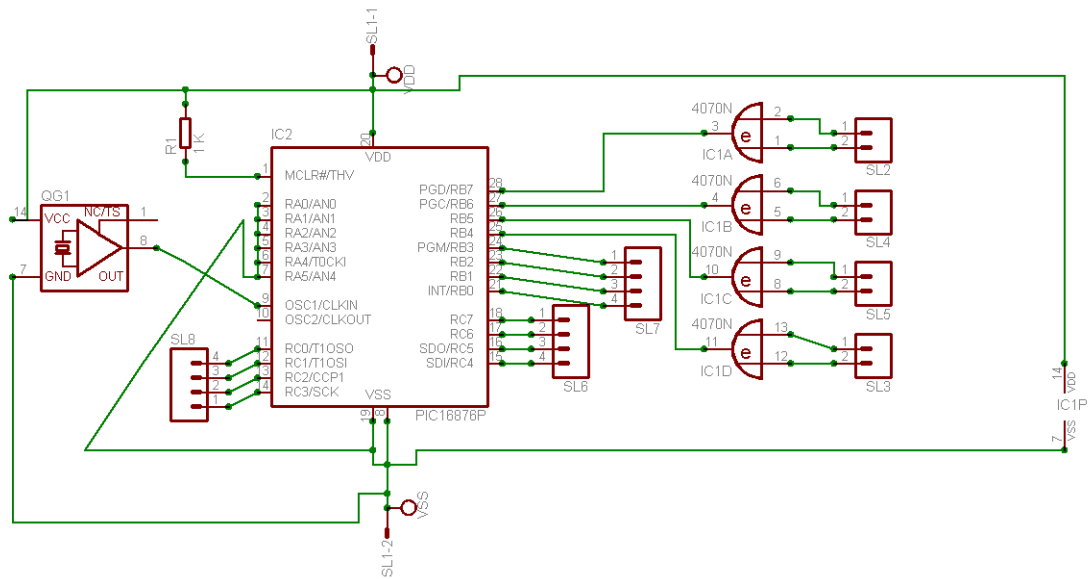 SL1-1
VDD
R1
1K
IC2
20
VDD
1
MCLR#/THV
2
RA0/AN0
3
RA1/AN1
4
RA2/AN2
5
RA3/AN3
6
RA4/T0CKI
7
RA5/AN4
9
OSC1/CLKIN
10
OSC2/CLKOUT
11
RC0/T1OSO
12
RC1/T1OSI
13
RC2/CCP1
14
RC3/SCK
VSS
19
8
PIC16876P
28
PGD/RB7
27
PGC/RB6
26
RB5
25
RB4
24
PGM/RB3
23
RB2
22
RB1
21
INT/RB0
18
RC7
17
RC6
16
SDO/RC5
15
SDI/RC4
QG1
14
VCC
NC/TS
1
8
7
GND
OUT
SL8
4
3
2
1
1
2
3
4
SL7
1
2
3
4
SL6
4070N
3
2
1
IC1A
1
2
SL2
4070N
4
6
5
IC1B
1
2
SL4
4070N
10
9
8
IC1C
1
2
SL5
4070N
11
13
12
IC1D
1
2
SL3
14
VDD
IC1P
7
VSS
VSS
SL1-2